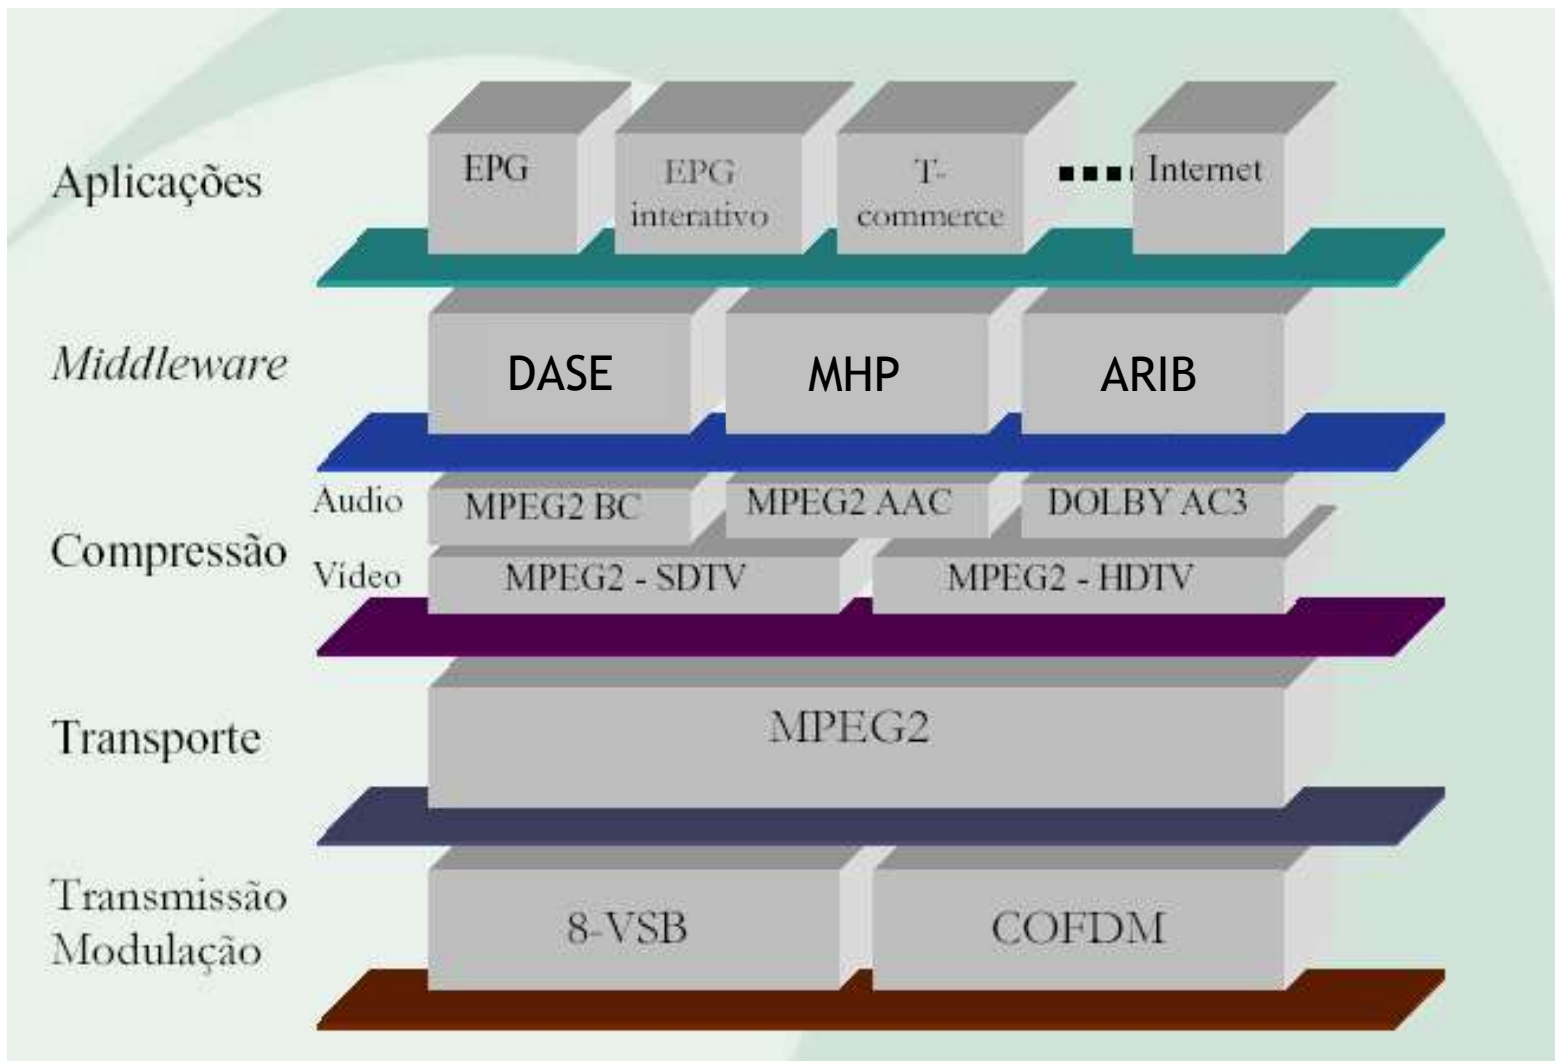 Aplicações
EPG
EPG
interativo
T-
commerce
Internet
Middleware
DASE
MHP
ARIB
Compressão
Audio
MPEG2 BC
MPEG2 AAC
DOLBY AC3
Vídeo
MPEG2 - SDTV
MPEG2 - HDTV
Transporte
MPEG2
Transmissão
Modulação
8-VSB
COFDM